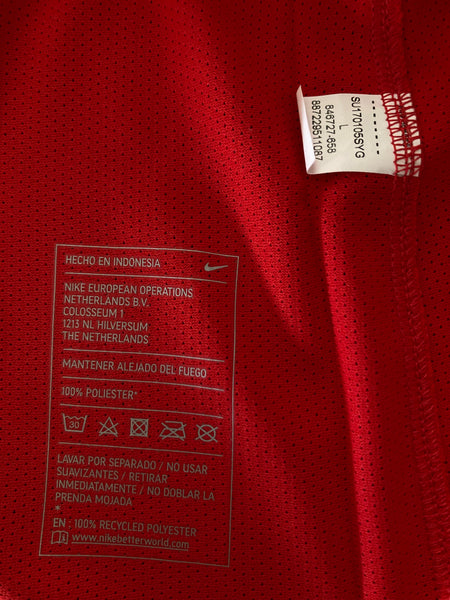 SU170105SYG
L
846727-658
887229511087
HECHO EN INDONESIA
NIKE EUROPEAN OPERATIONS
NETHERLANDS B.V.
COLOSSEUM 1
1213 NL HILVERSUM
THE NETHERLANDS
MANTENER ALEJADO DEL FUEGO
100% POLIESTER*
30
LAVAR POR SEPARADO / NO USAR
SUAVIZANTES / RETIRAR
INMEDIATAMENTE / NO DOBLAR LA
PRENDA MOJADA
*
EN : 100% RECYCLED POLYESTER
www.nikebetterworld.com